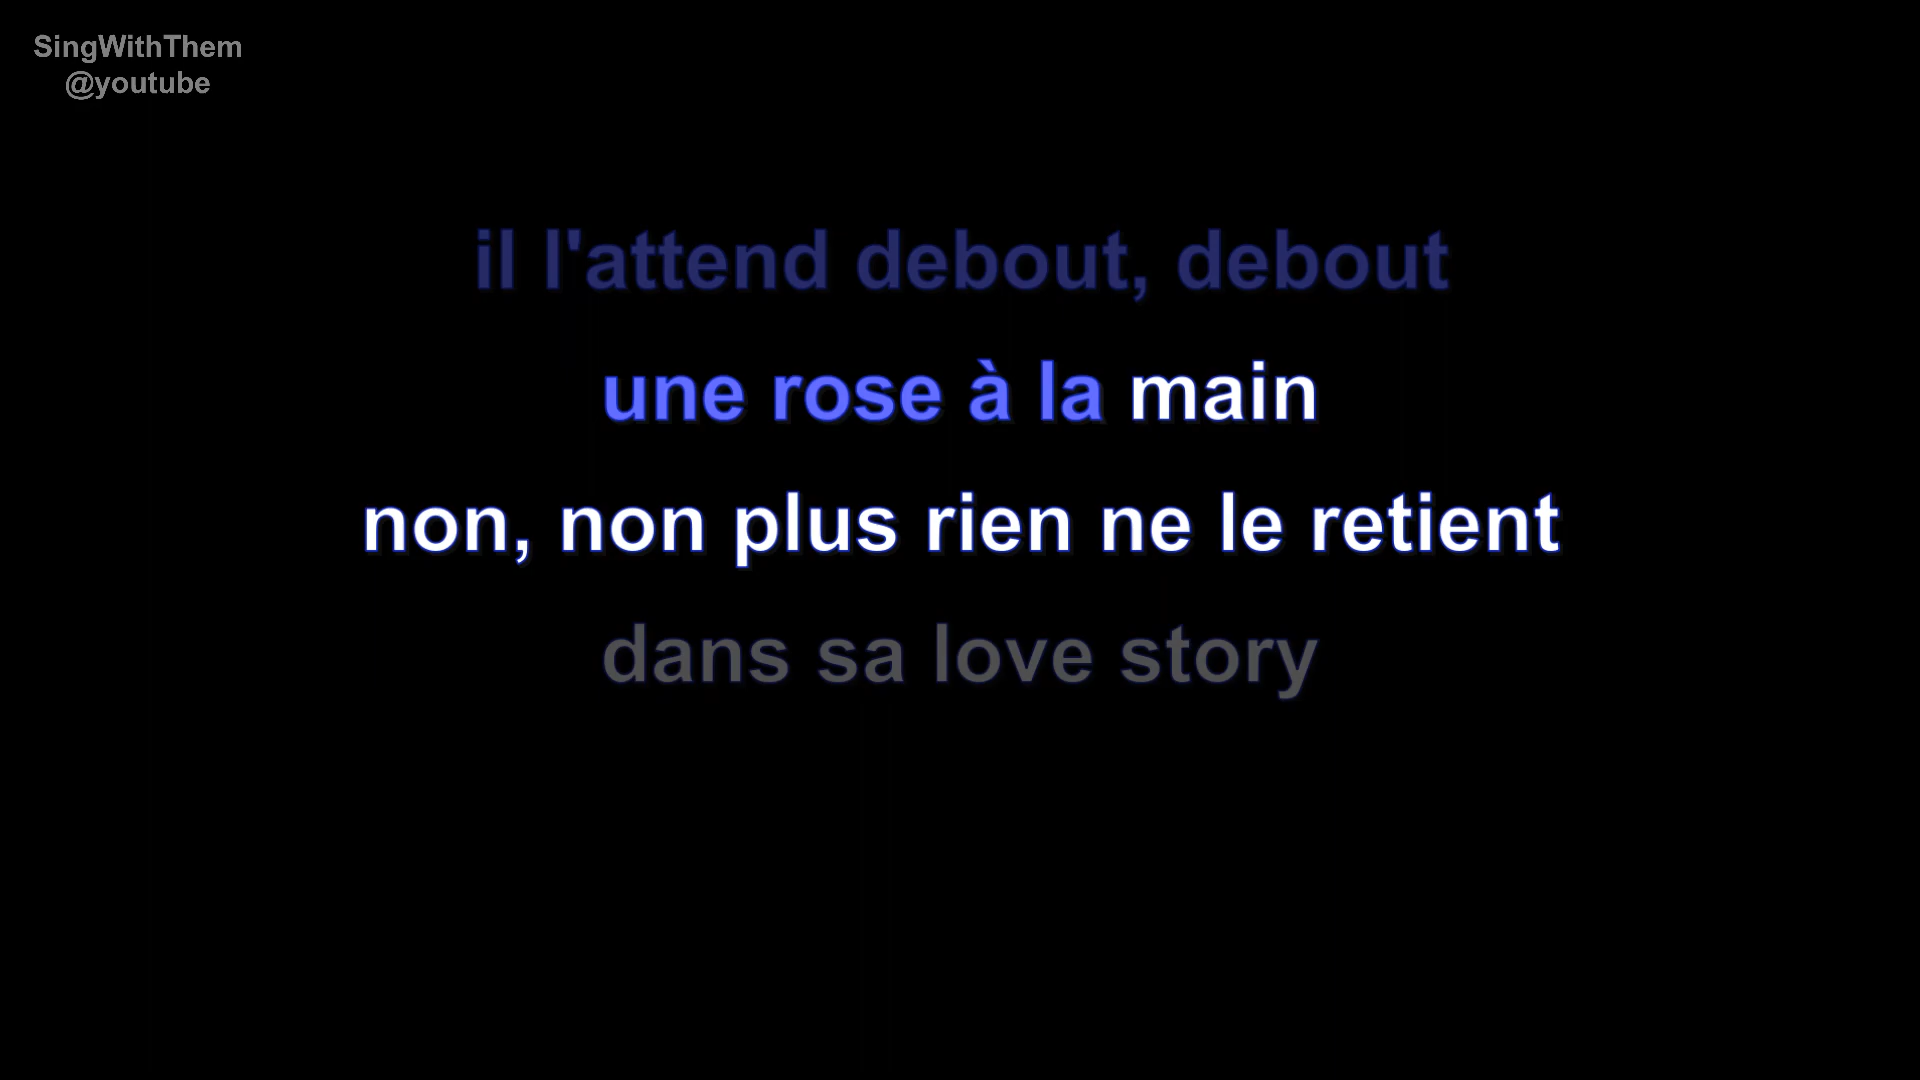 SingWithThem
@youtube
il l'attend debout, debout
une rose à la main
non, non plus rien ne le retient
dans sa love story